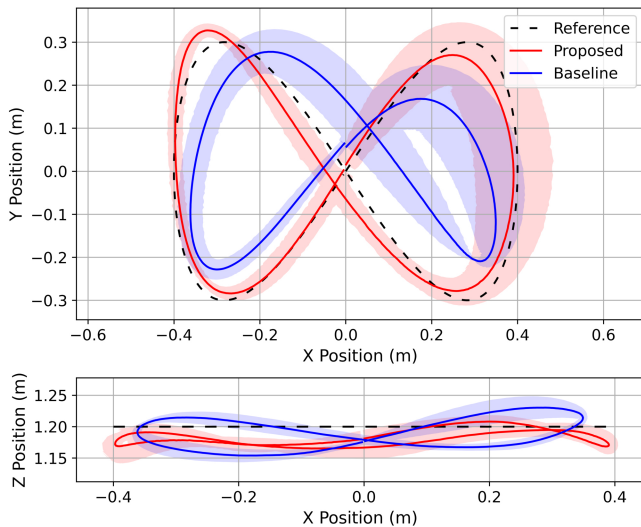 Reference
Proposed
Baseline
Y Position (m)
0.3
0.2
0.1
0.0
−0.1
−0.2
−0.3
−0.6 −0.4 −0.2 0.0 0.2 0.4 0.6
X Position (m)
Z Position (m)
1.25
1.20
1.15
−0.4 −0.2 0.0 0.2 0.4
X Position (m)